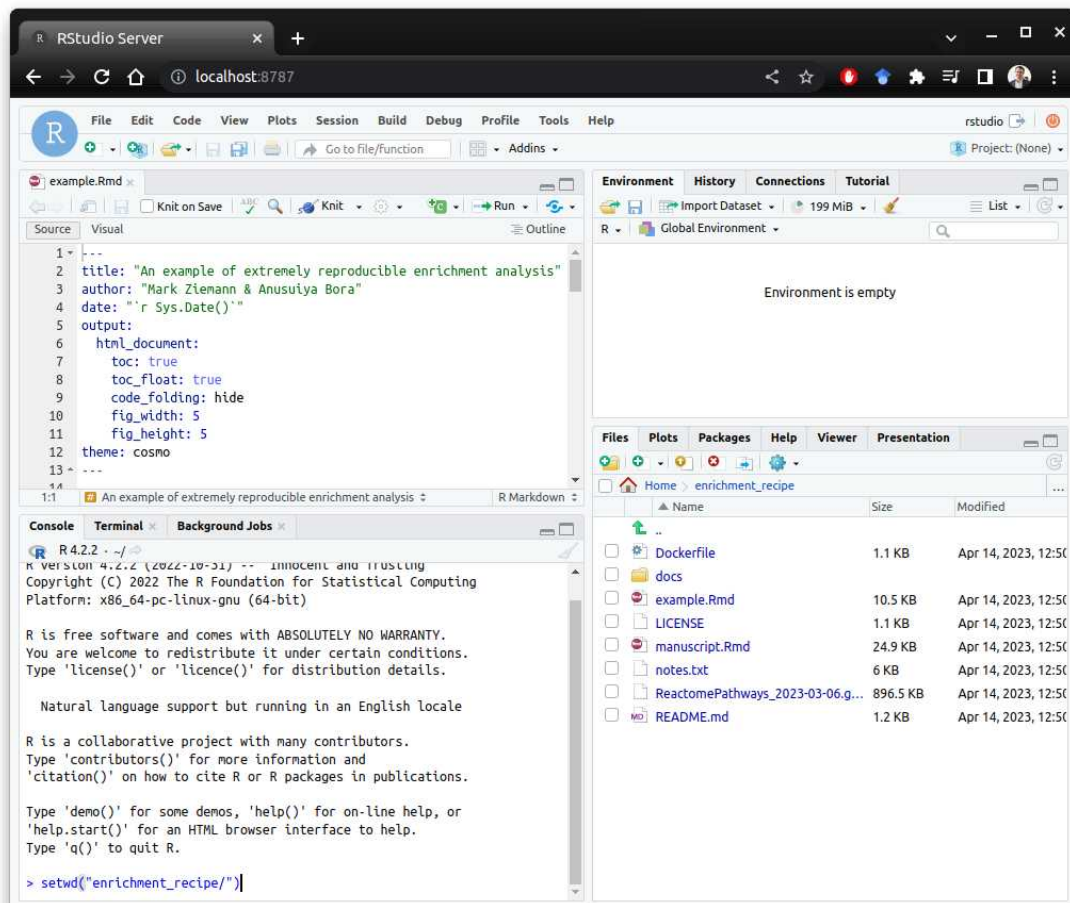 R RStudio Server
localhost:8787
R File Edit Code View Plots Session Build Debug Profile Tools Help rstudio
Go to file/function Addins Project: (None)
example.Rmd
Knit on Save ABC Knit Run
Source Visual Outline
1 ---
2 title: "An example of extremely reproducible enrichment analysis"
3 author: "Mark Ziemann & Anusuiya Bora"
4 date: "`r Sys.Date()`"
5 output:
6 html_document:
7 toc: true
8 toc_float: true
9 code_folding: hide
10 fig_width: 5
11 fig_height: 5
12 theme: cosmo
13 ---
14
1:1 # An example of extremely reproducible enrichment analysis R Markdown
Console Terminal Background Jobs
R 4.2.2 · ~/
R version 4.2.2 (2022-10-31) -- "Innocent and Trusting"
Copyright (C) 2022 The R Foundation for Statistical Computing
Platform: x86_64-pc-linux-gnu (64-bit)
R is free software and comes with ABSOLUTELY NO WARRANTY.
You are welcome to redistribute it under certain conditions.
Type 'license()' or 'licence()' for distribution details.
Natural language support but running in an English locale
R is a collaborative project with many contributors.
Type 'contributors()' for more information and
'citation()' on how to cite R or R packages in publications.
Type 'demo()' for some demos, 'help()' for on-line help, or
'help.start()' for an HTML browser interface to help.
Type 'q()' to quit R.
> setwd("enrichment_recipe/")
Environment History Connections Tutorial
Import Dataset 199 MiB List
R Global Environment
Environment is empty
Files Plots Packages Help Viewer Presentation
Home enrichment_recipe ...
Name Size Modified
..
Dockerfile 1.1 KB Apr 14, 2023, 12:50
docs
example.Rmd 10.5 KB Apr 14, 2023, 12:50
LICENSE 1.1 KB Apr 14, 2023, 12:50
manuscript.Rmd 24.9 KB Apr 14, 2023, 12:50
notes.txt 6 KB Apr 14, 2023, 12:50
ReactomePathways_2023-03-06.g... 896.5 KB Apr 14, 2023, 12:50
MD README.md 1.2 KB Apr 14, 2023, 12:50